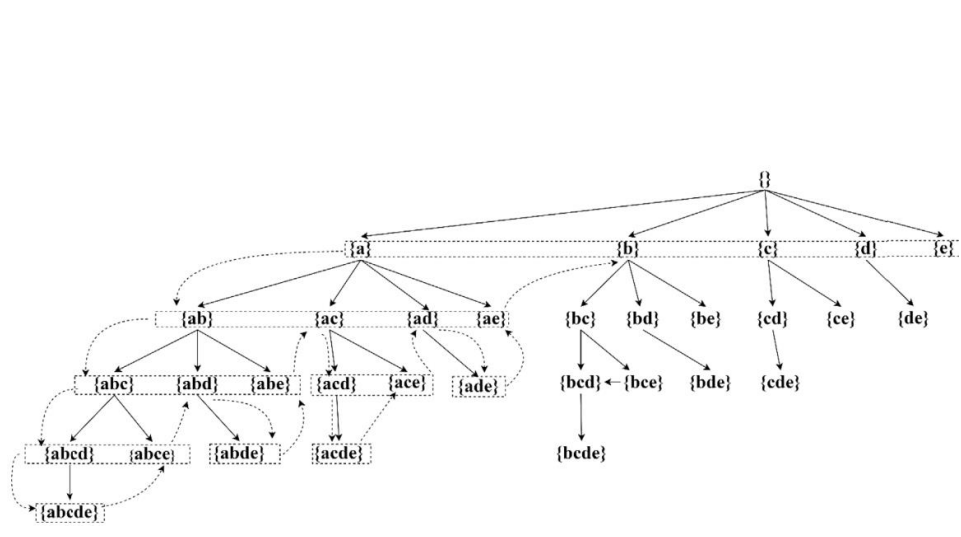 {}
{a} {b} {c} {d} {e}
{ab} {ac} {ad} {ae} {bc} {bd} {be} {cd} {ce} {de}
{abc} {abd} {abe} {acd} {ace} {ade} {bcd} {bce} {bde} {cde}
{abcd} {abce} {abde} {acde} {bcde}
{abcde}